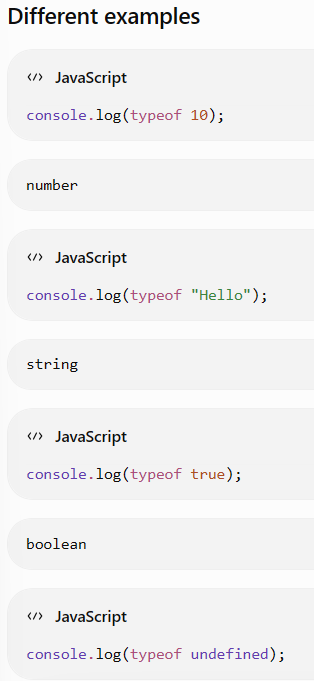 Different examples
</> JavaScript
console.log(typeof 10);
number
</> JavaScript
console.log(typeof "Hello");
string
</> JavaScript
console.log(typeof true);
boolean
</> JavaScript
console.log(typeof undefined);